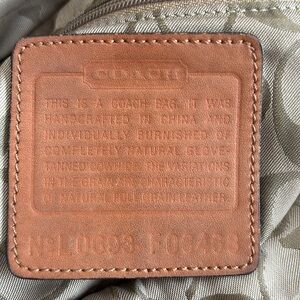 COACH
THIS IS A COACH BAG. IT WAS
HANDCRAFTED IN CHINA AND
INDIVIDUALLY BURNISHED OF
COMPLETELY NATURAL GLOVE
TANNED COWHIDE. THE VARIATIONS
IN THE GRAIN ARE CHARACTERISTIC
OF NATURAL FULL GRAIN LEATHER.